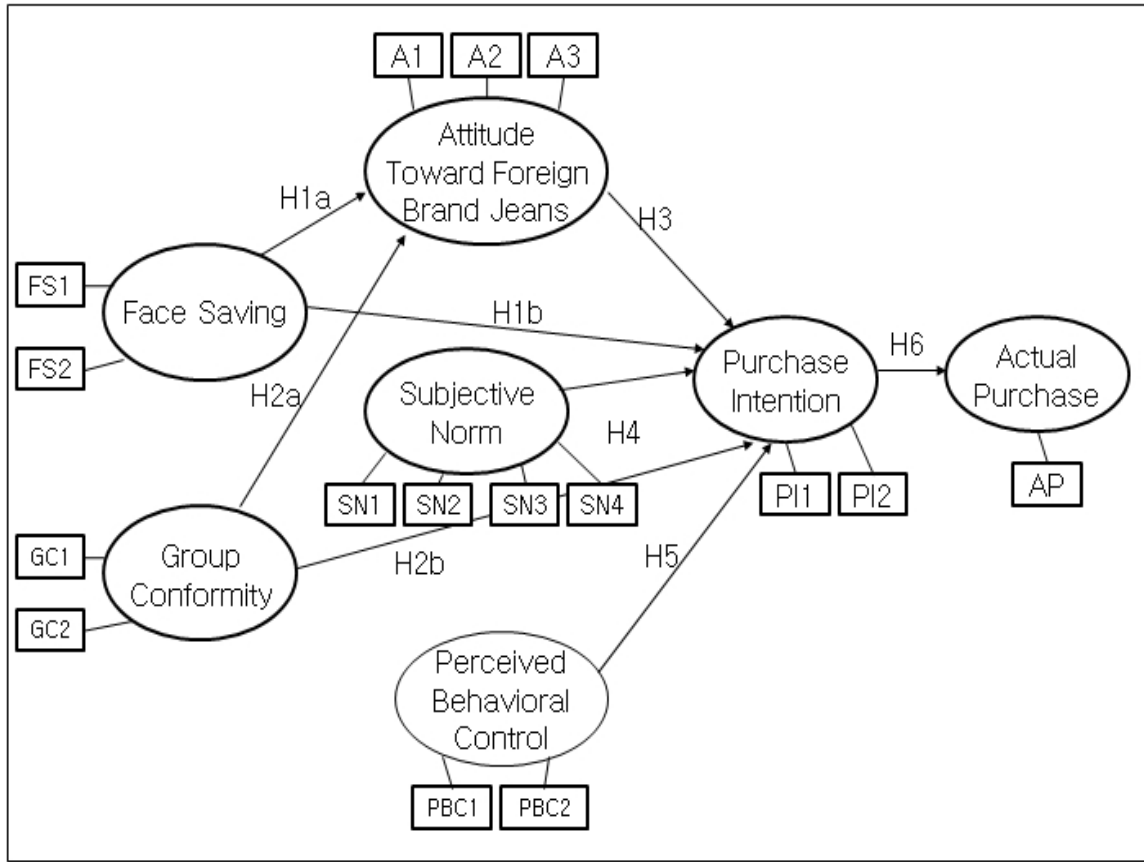 A1
A2
A3
Attitude
Toward Foreign
Brand Jeans
H1a
H3
FS1
Face Saving
FS2
H1b
H2a
Subjective
Norm
H4
Purchase
Intention
H6
Actual
Purchase
SN1
SN2
SN3
SN4
PI1
PI2
AP
GC1
GC2
Group
Conformity
H2b
H5
Perceived
Behavioral
Control
PBC1
PBC2